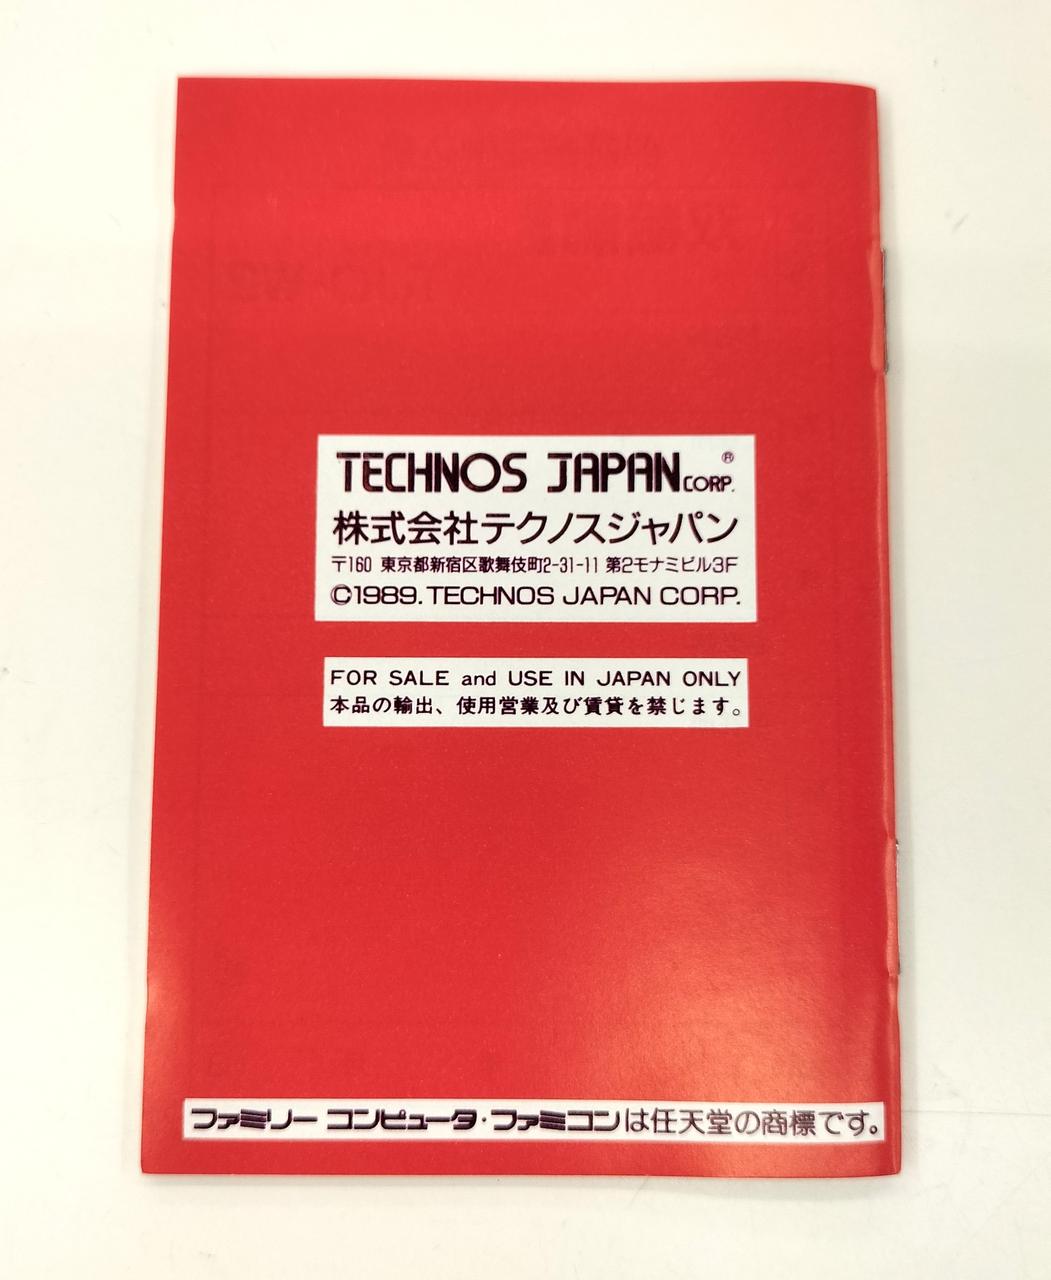 TECHNOS JAPAN CORP.®
株式会社テクノスジャパン
〒160 東京都新宿区歌舞伎町2-31-11 第2モナミビル3F
©1989. TECHNOS JAPAN CORP.
FOR SALE and USE IN JAPAN ONLY
本品の輸出、使用営業及び賃貸を禁じます。
ファミリー コンピュータ・ファミコンは任天堂の商標です。